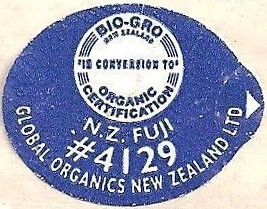 BIO-GRO
NEW ZEALAND
"IN CONVERSION TO"
ORGANIC
CERTIFICATION
N.Z. FUJI
#4129
GLOBAL ORGANICS NEW ZEALAND LTD